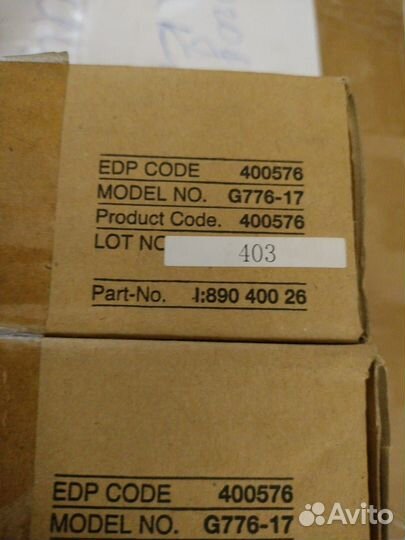 EDP CODE 400576
MODEL NO. G776-17
Product Code. 400576
LOT NO 403
Part-No. I:890 400 26
EDP CODE 400576
MODEL NO. G776-17
Avito